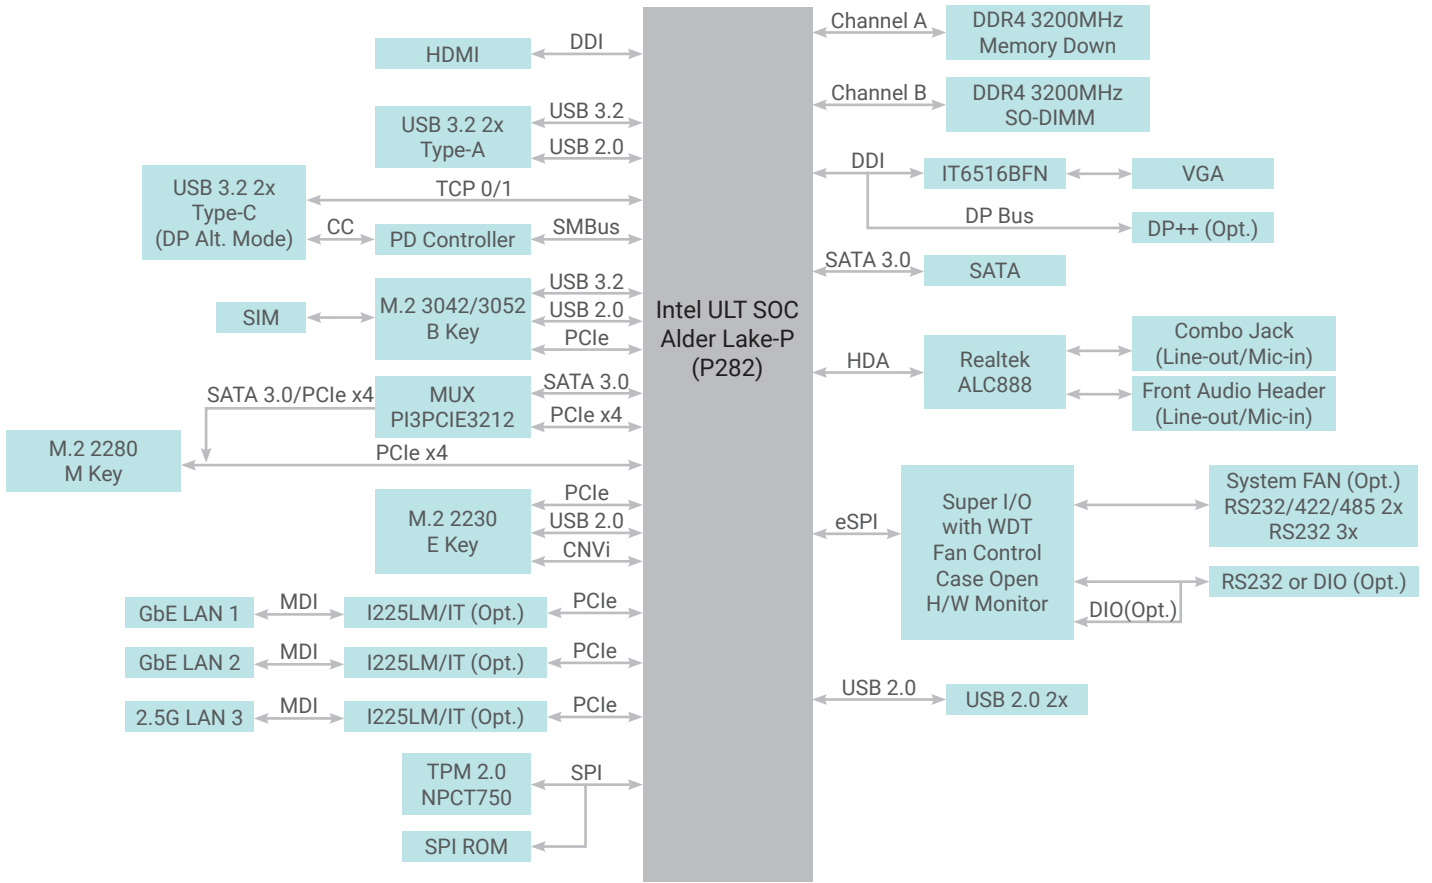 HDMI
DDI
USB 3.2 2x
Type-A
USB 3.2
USB 2.0
USB 3.2 2x
Type-C
(DP Alt. Mode)
TCP 0/1
CC
PD Controller
SMBus
SIM
M.2 3042/3052
B Key
USB 3.2
USB 2.0
PCIe
SATA 3.0/PCIe x4
MUX
PI3PCIE3212
SATA 3.0
PCIe x4
M.2 2280
M Key
PCIe x4
M.2 2230
E Key
PCIe
USB 2.0
CNVi
GbE LAN 1
MDI
I225LM/IT (Opt.)
PCIe
GbE LAN 2
MDI
I225LM/IT (Opt.)
PCIe
2.5G LAN 3
MDI
I225LM/IT (Opt.)
PCIe
TPM 2.0
NPCT750
SPI
SPI ROM
Intel ULT SOC
Alder Lake-P
(P282)
Channel A
DDR4 3200MHz
Memory Down
Channel B
DDR4 3200MHz
SO-DIMM
DDI
IT6516BFN
VGA
DP Bus
DP++ (Opt.)
SATA 3.0
SATA
HDA
Realtek
ALC888
Combo Jack
(Line-out/Mic-in)
Front Audio Header
(Line-out/Mic-in)
eSPI
Super I/O
with WDT
Fan Control
Case Open
H/W Monitor
System FAN (Opt.)
RS232/422/485 2x
RS232 3x
RS232 or DIO (Opt.)
DIO(Opt.)
USB 2.0
USB 2.0 2x